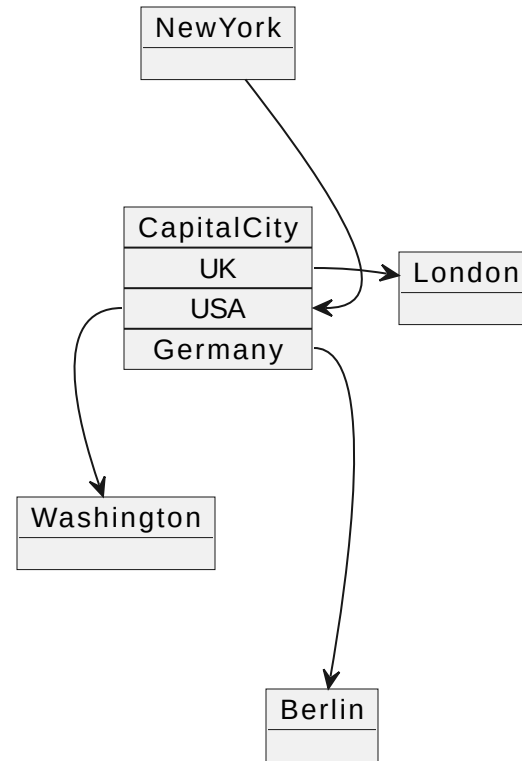 NewYork
CapitalCity
UK
USA
Germany
London
Washington
Berlin